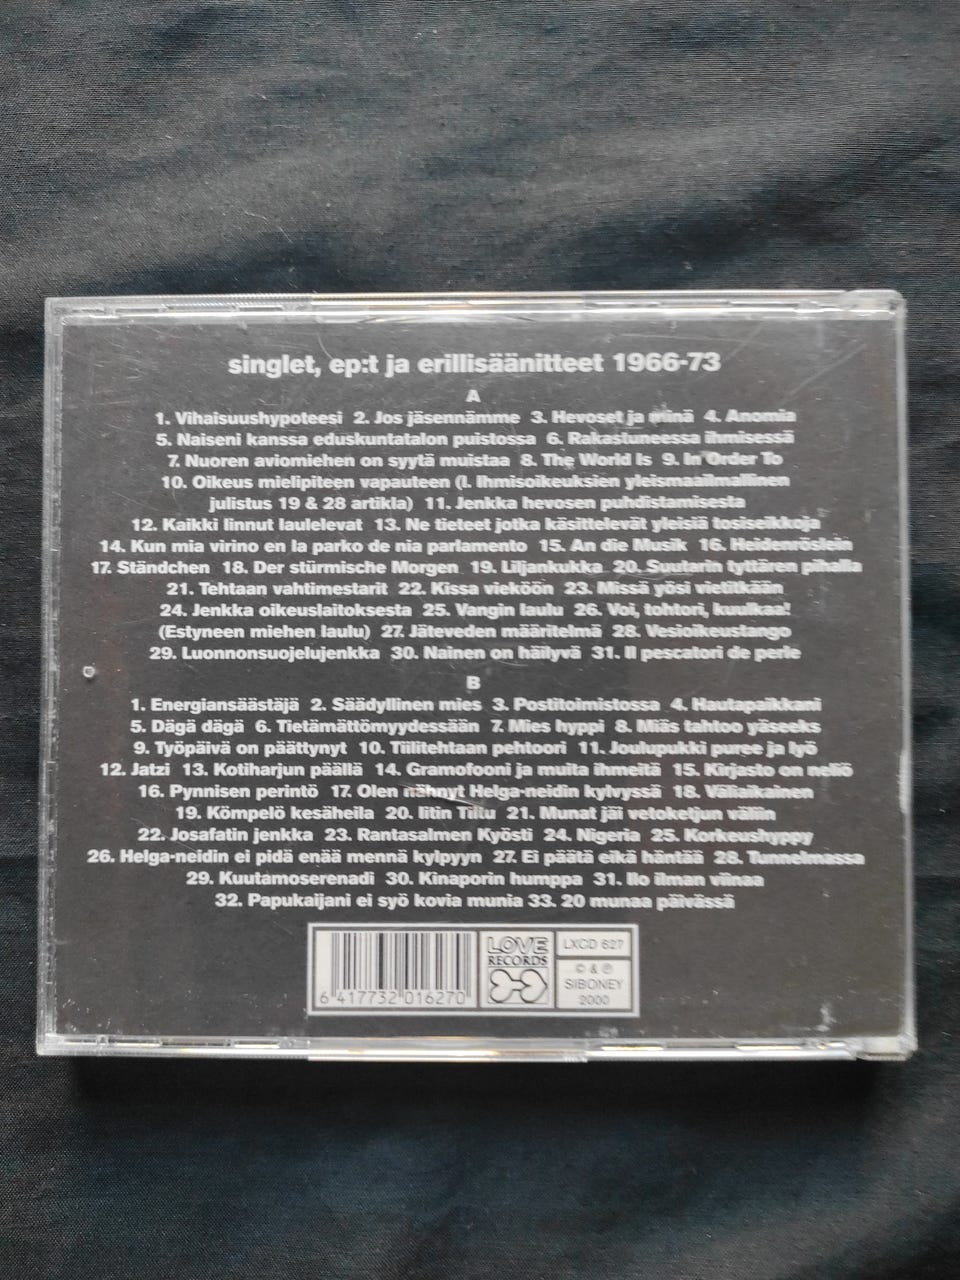 singlet, ep:t ja erillisäänitteet 1966-73
A
1. Vihaisuushypoteesi 2. Jos jäsennämme 3. Hevoset ja minä 4. Anomia
5. Naiseni kanssa eduskuntatalon puistossa 6. Rakastuneessa ihmisessä
7. Nuoren aviomiehen on syytä muistaa 8. The World Is 9. In Order To
10. Oikeus mielipiteen vapauteen (I. Ihmisoikeuksien yleismaailmallinen
julistus 19 & 28 artikla) 11. Jenkka hevosen puhdistamisesta
12. Kaikki linnut laulelevat 13. Ne tieteet jotka käsittelevät yleisiä tosiseikkoja
14. Kun mia virino en la parko de nia parlamento 15. An die Musik 16. Heidenröslein
17. Ständchen 18. Der stürmische Morgen 19. Liljankukka 20. Suutarin tyttären pihalla
21. Tehtaan vahtimestarit 22. Kissa vieköön 23. Missä yösi vietitkään
24. Jenkka oikeuslaitoksesta 25. Vangin laulu 26. Voi, tohtori, kuulkaa!
(Estyneen miehen laulu) 27. Jäteveden määritelmä 28. Vesioikeustango
29. Luonnonsuojelujenkka 30. Nainen on häilyvä 31. Il pescatori de perle
B
1. Energiansäästäjä 2. Säädyllinen mies 3. Postitoimistossa 4. Hautapaikkani
5. Dägä dägä 6. Tietämättömyydessään 7. Mies hyppi 8. Miäs tahtoo yäseeks
9. Työpäivä on päättynyt 10. Tiilitehtaan pehtoori 11. Joulupukki puree ja lyö
12. Jatzi 13. Kotiharjun päällä 14. Gramofooni ja muita ihmeitä 15. Kirjasto on neliö
16. Pynnisen perintö 17. Olen nähnyt Helga-neidin kylvyssä 18. Väliaikainen
19. Kömpelö kesäheila 20. Iitin Tiltu 21. Munat jäi vetoketjun väliin
22. Josafatin jenkka 23. Rantasalmen Kyösti 24. Nigeria 25. Korkeushyppy
26. Helga-neidin ei pidä enää mennä kylpyyn 27. Ei päätä eikä häntää 28. Tunnelmassa
29. Kuutamoserenadi 30. Kinaporin humppa 31. Ilo ilman viinaa
32. Papukaijani ei syö kovia munia 33. 20 munaa päivässä
6 417732 016270
LOVE
RECORDS
LXCD 627
© & ℗
SIBONEY
2000